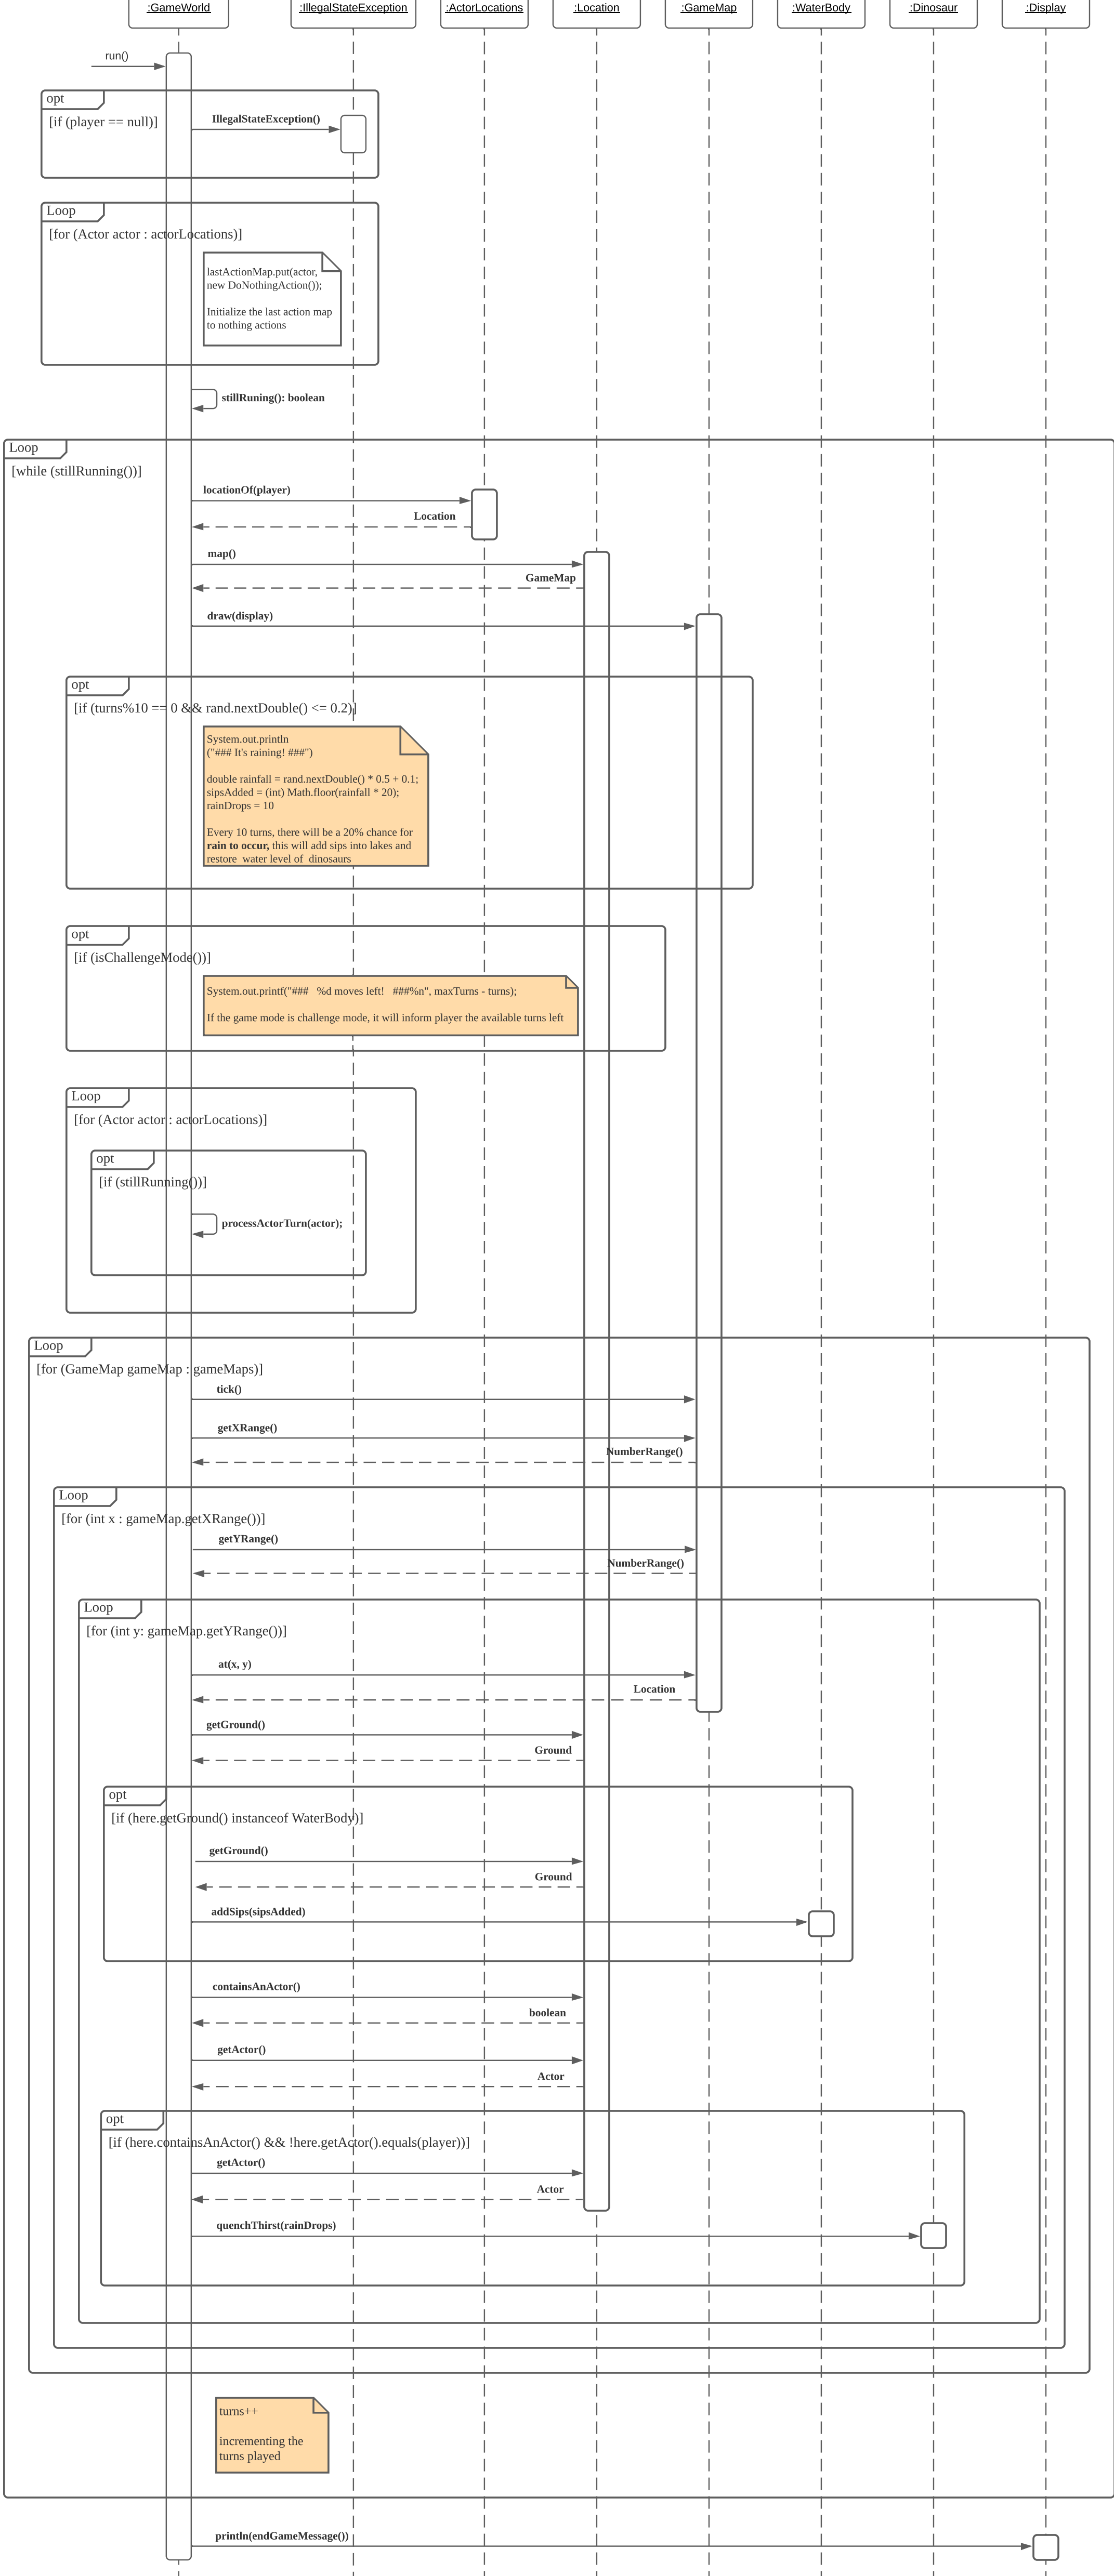 :GameWorld
:IllegalStateException
:ActorLocations
:Location
:GameMap
:WaterBody
:Dinosaur
:Display
run()
opt
[if (player == null)]
IllegalStateException()
Loop
[for (Actor actor : actorLocations)]
lastActionMap.put(actor,
new DoNothingAction());
Initialize the last action map
to nothing actions
stillRuning(): boolean
Loop
[while (stillRunning())]
locationOf(player)
Location
map()
GameMap
draw(display)
opt
[if (turns%10 == 0 && rand.nextDouble() <= 0.2)]
System.out.println
("### It's raining! ###")
double rainfall = rand.nextDouble() * 0.5 + 0.1;
sipsAdded = (int) Math.floor(rainfall * 20);
rainDrops = 10
Every 10 turns, there will be a 20% chance for
rain to occur, this will add sips into lakes and
restore water level of dinosaurs
opt
[if (isChallengeMode())]
System.out.printf("### %d moves left! ###%n", maxTurns - turns);
If the game mode is challenge mode, it will inform player the available turns left
Loop
[for (Actor actor : actorLocations)]
opt
[if (stillRunning())]
processActorTurn(actor);
Loop
[for (GameMap gameMap : gameMaps)]
tick()
getXRange()
NumberRange()
Loop
[for (int x : gameMap.getXRange())]
getYRange()
NumberRange()
Loop
[for (int y: gameMap.getYRange())]
at(x, y)
Location
getGround()
Ground
opt
[if (here.getGround() instanceof WaterBody)]
getGround()
Ground
addSips(sipsAdded)
containsAnActor()
boolean
getActor()
Actor
opt
[if (here.containsAnActor() && !here.getActor().equals(player))]
getActor()
Actor
quenchThirst(rainDrops)
turns++
incrementing the
turns played
println(endGameMessage())